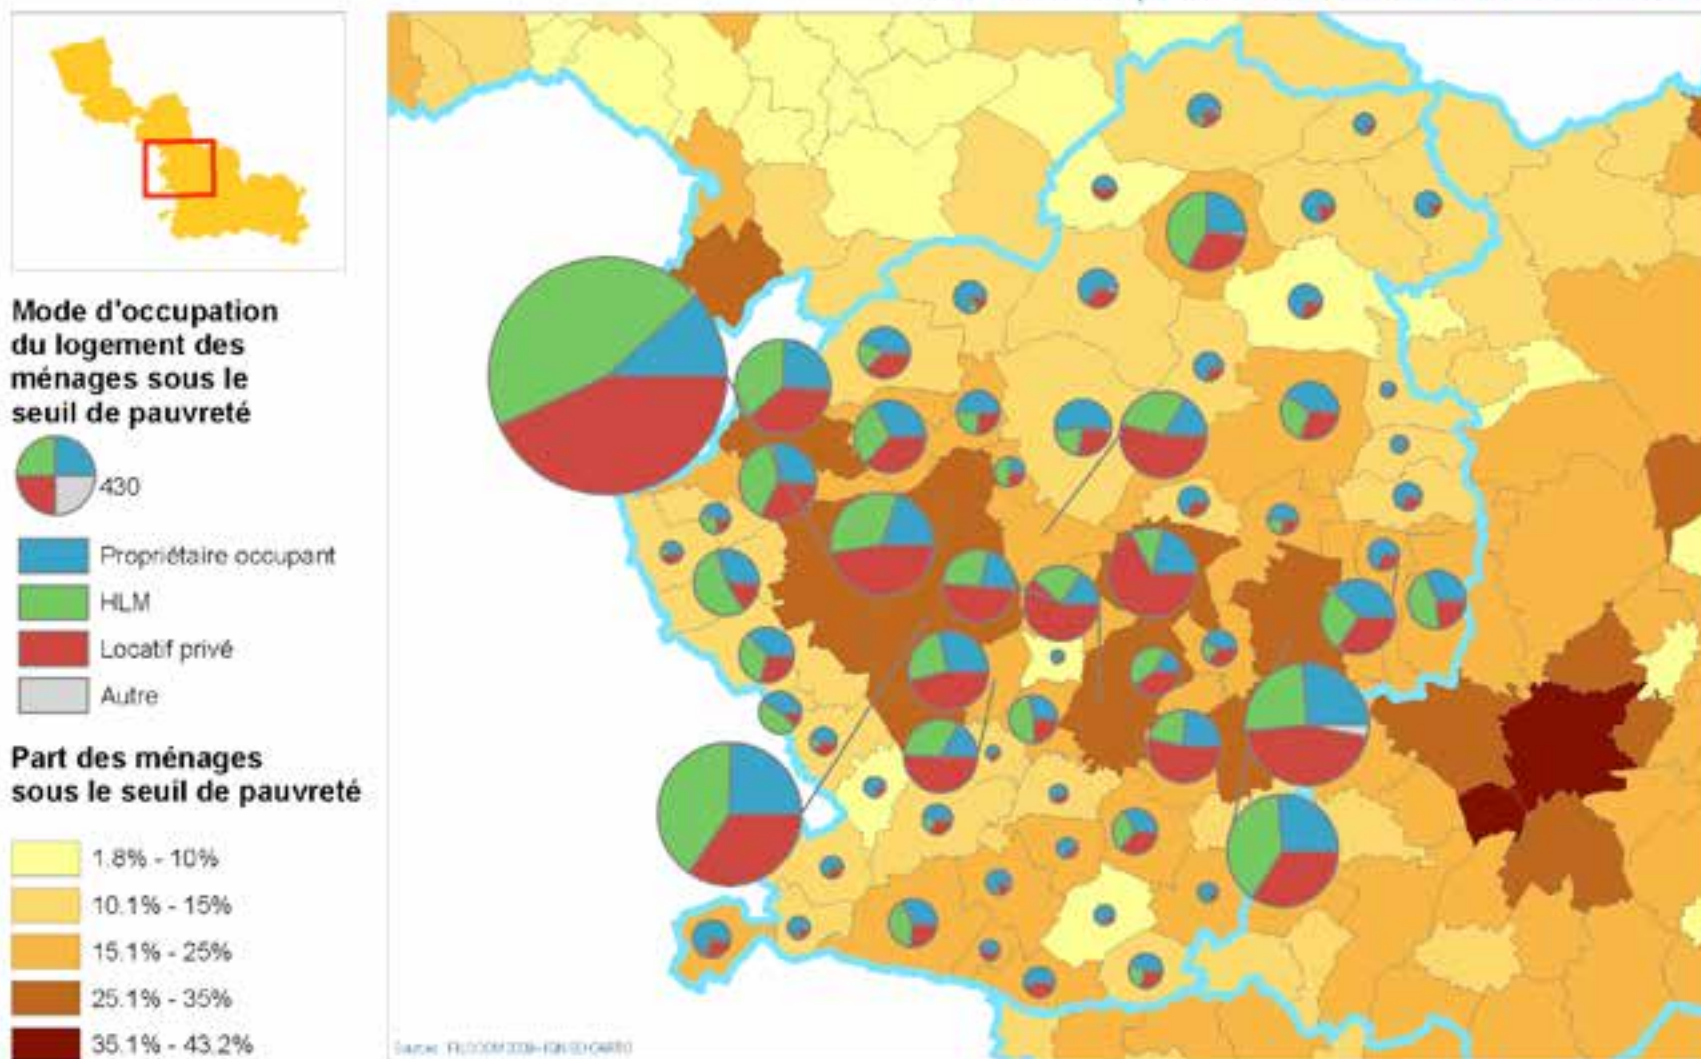 Mode d'occupation
du logement des
ménages sous le
seuil de pauvreté
430
Propriétaire occupant
HLM
Locatif privé
Autre
Part des ménages
sous le seuil de pauvreté
1.8% - 10%
10.1% - 15%
15.1% - 25%
25.1% - 35%
35.1% - 43.2%